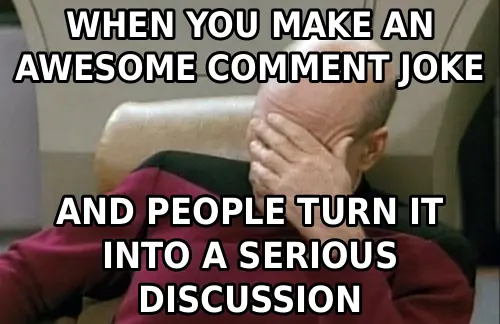 WHEN YOU MAKE AN
AWESOME COMMENT JOKE
AND PEOPLE TURN IT
INTO A SERIOUS
DISCUSSION